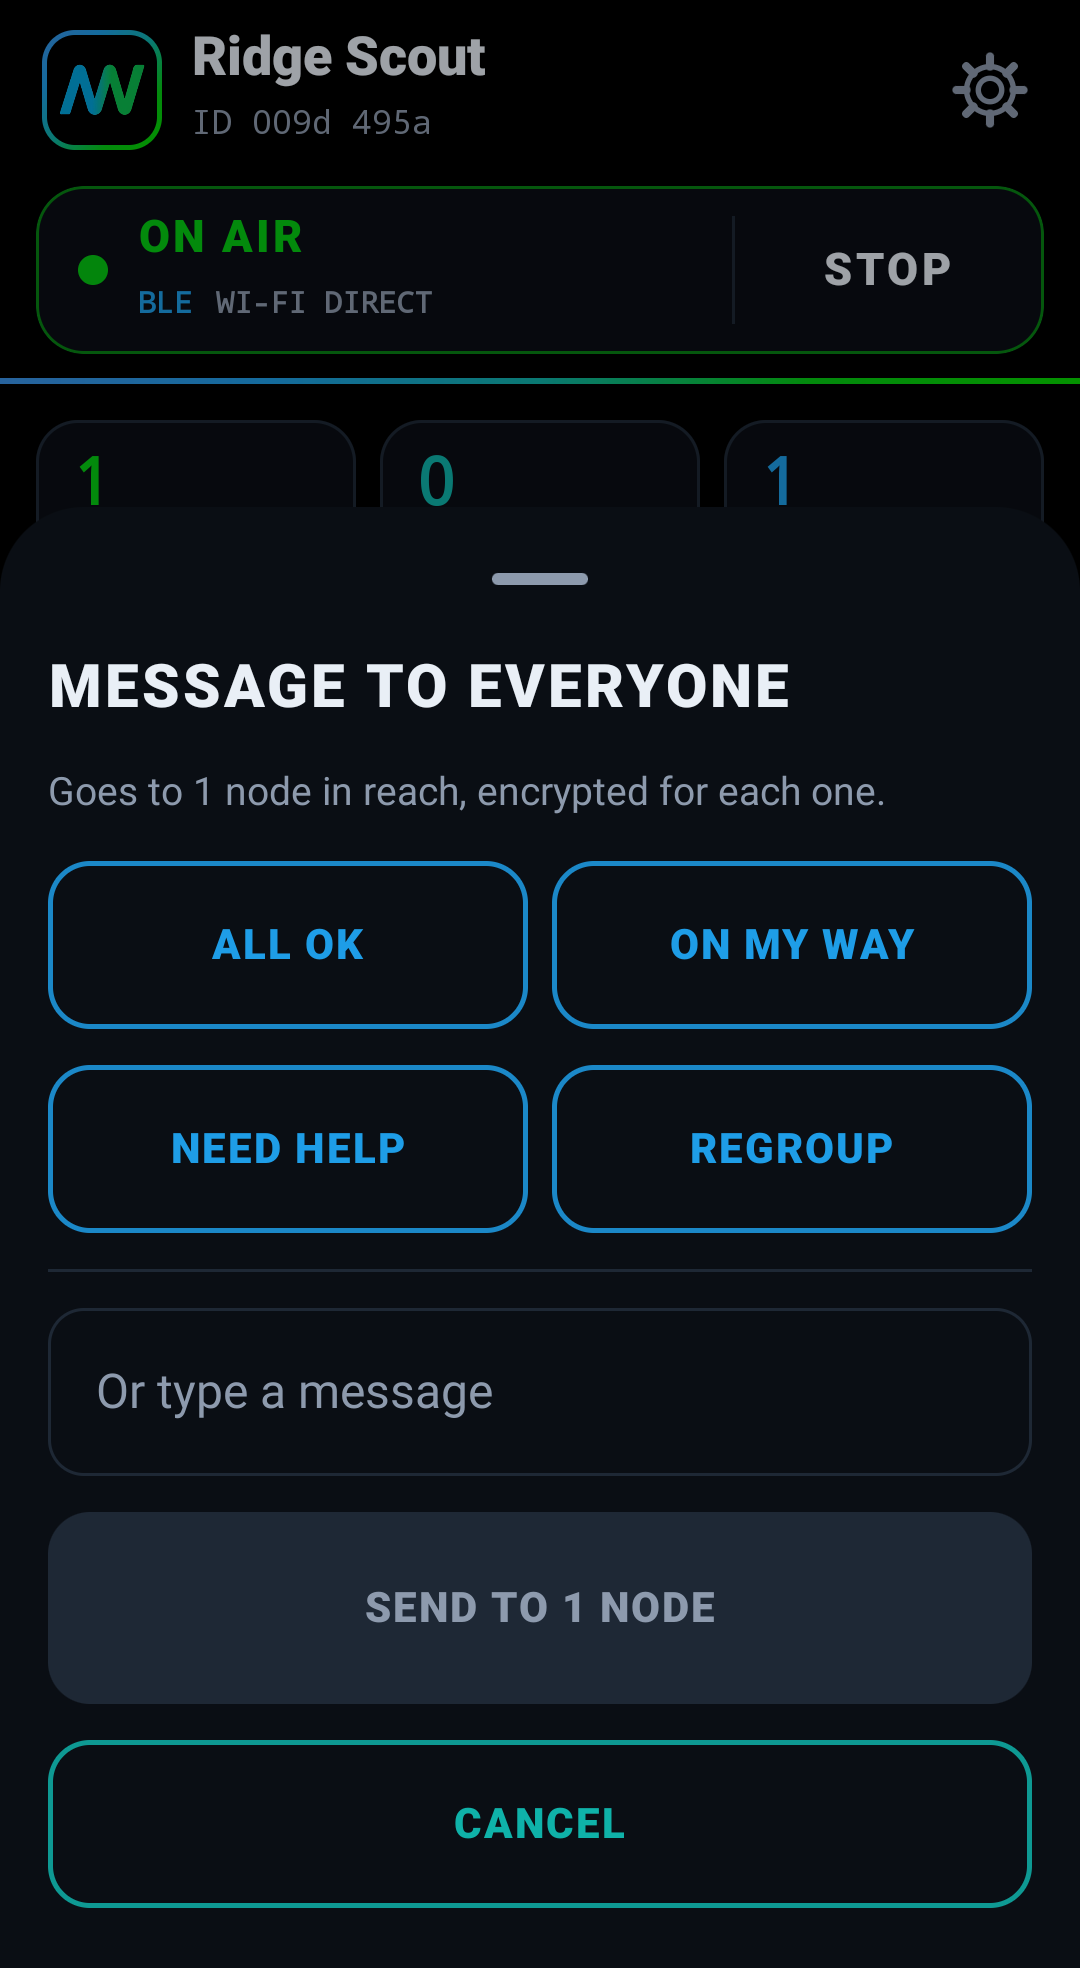 Ridge Scout
ID 009d 495a
ON AIR
BLE WI-FI DIRECT
STOP
1 0 1
MESSAGE TO EVERYONE
Goes to 1 node in reach, encrypted for each one.
ALL OK
ON MY WAY
NEED HELP
REGROUP
Or type a message
SEND TO 1 NODE
CANCEL